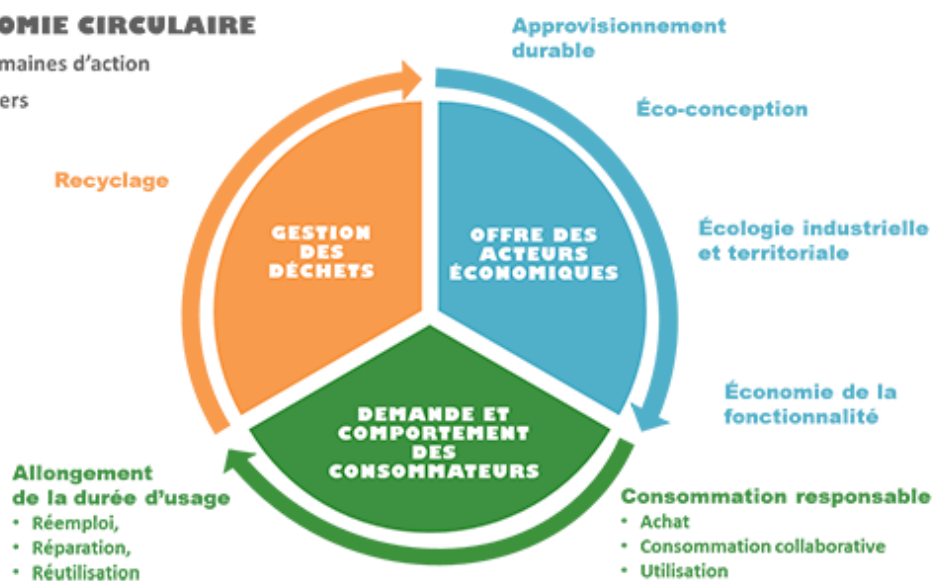 OMIE CIRCULAIRE
maines d'action
ers
Approvisionnement
durable
Éco-conception
Écologie industrielle
et territoriale
Économie de la
fonctionnalité
Recyclage
GESTION
DES
DÉCHETS
OFFRE DES
ACTEURS
ÉCONOMIQUES
DEMANDE ET
COMPORTEMENT
DES
CONSOMMATEURS
Consommation responsable
• Achat
• Consommation collaborative
• Utilisation
Allongement
de la durée d'usage
• Réemploi,
• Réparation,
• Réutilisation